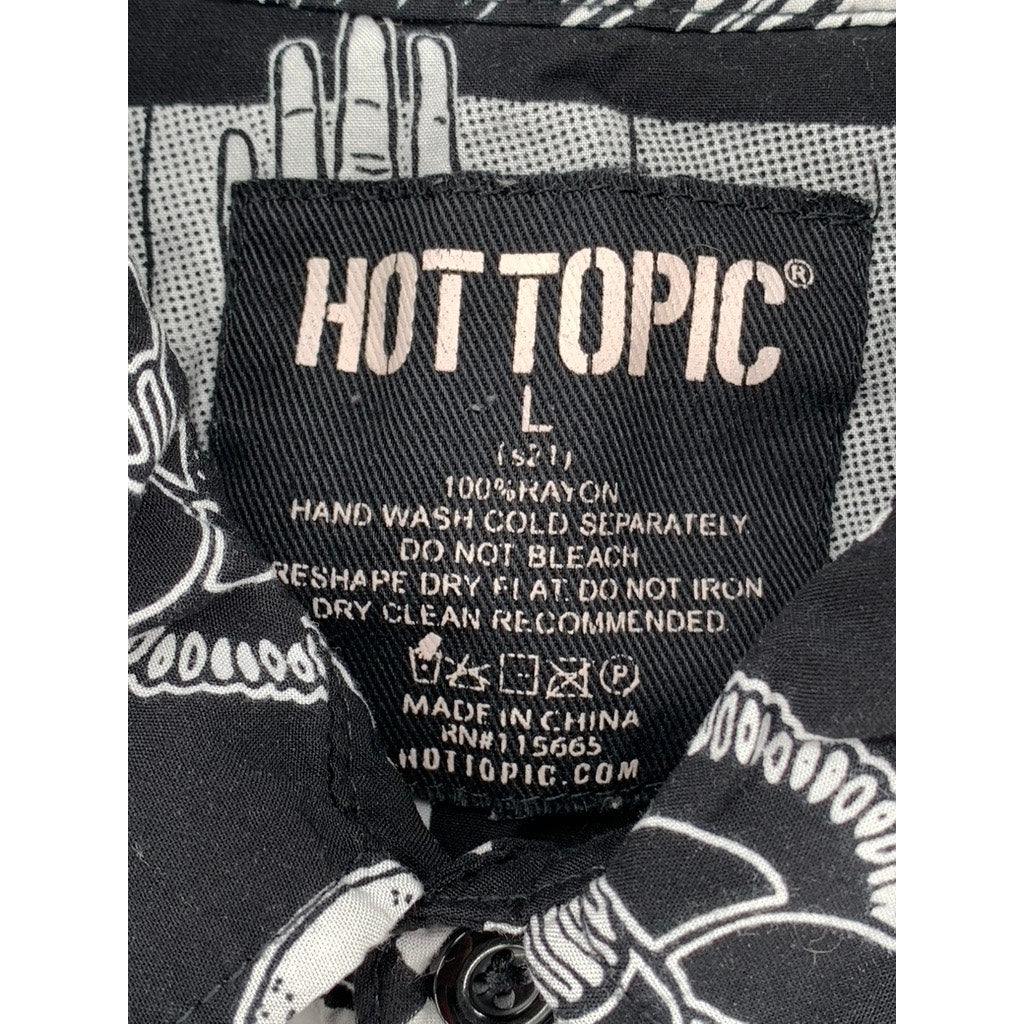 HOT TOPIC®
L
(s21)
100%RAYON
HAND WASH COLD SEPARATELY.
DO NOT BLEACH
RESHAPE DRY FLAT. DO NOT IRON
DRY CLEAN RECOMMENDED.
P
MADE IN CHINA
RN#115665
HOTTOPIC.COM